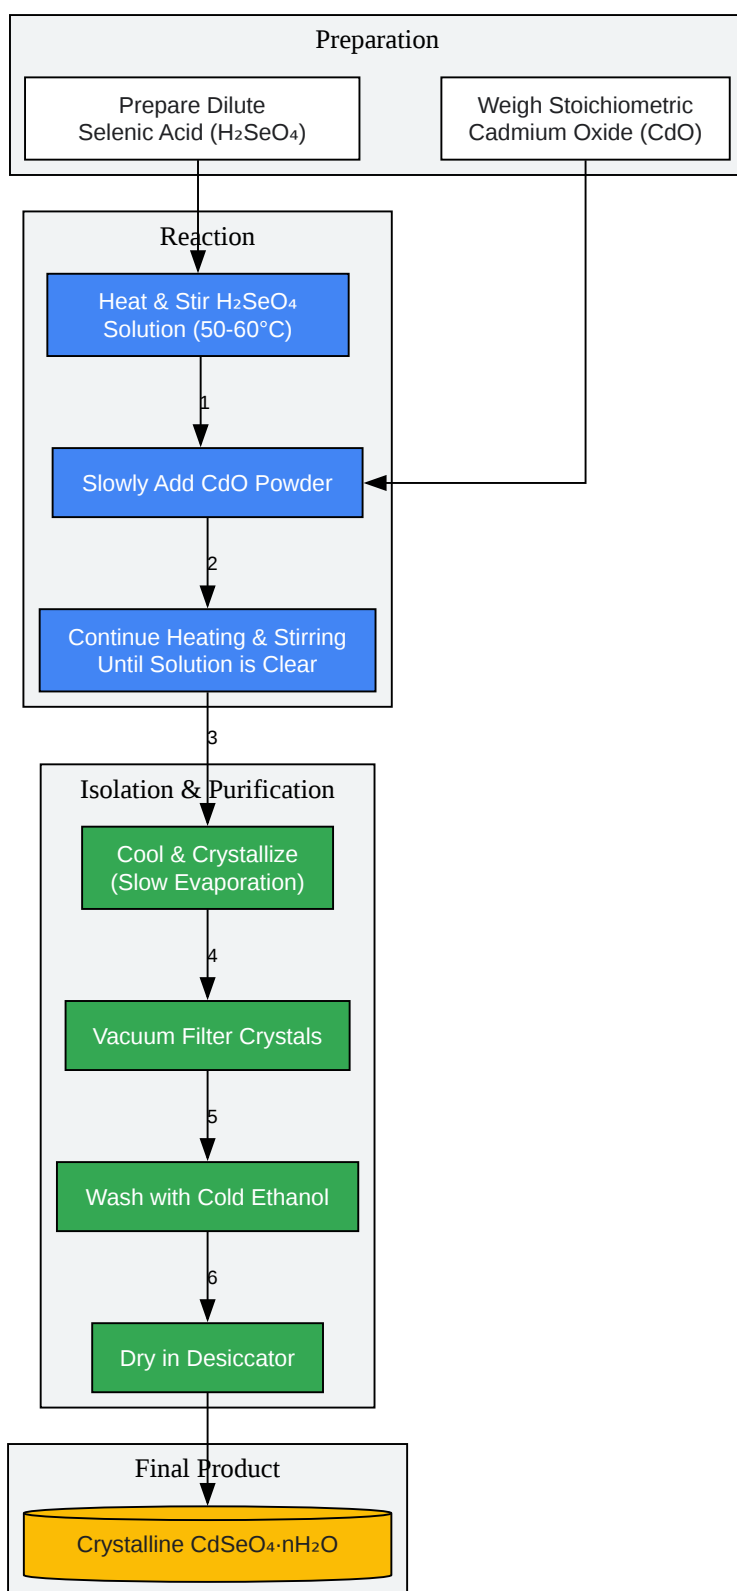 Preparation
Prepare Dilute
Selenic Acid (H₂SeO₄)
Weigh Stoichiometric
Cadmium Oxide (CdO)
Reaction
Heat & Stir H₂SeO₄
Solution (50-60°C)
1
Slowly Add CdO Powder
2
Continue Heating & Stirring
Until Solution is Clear
3
Isolation & Purification
Cool & Crystallize
(Slow Evaporation)
4
Vacuum Filter Crystals
5
Wash with Cold Ethanol
6
Dry in Desiccator
Final Product
Crystalline CdSeO₄·nH₂O